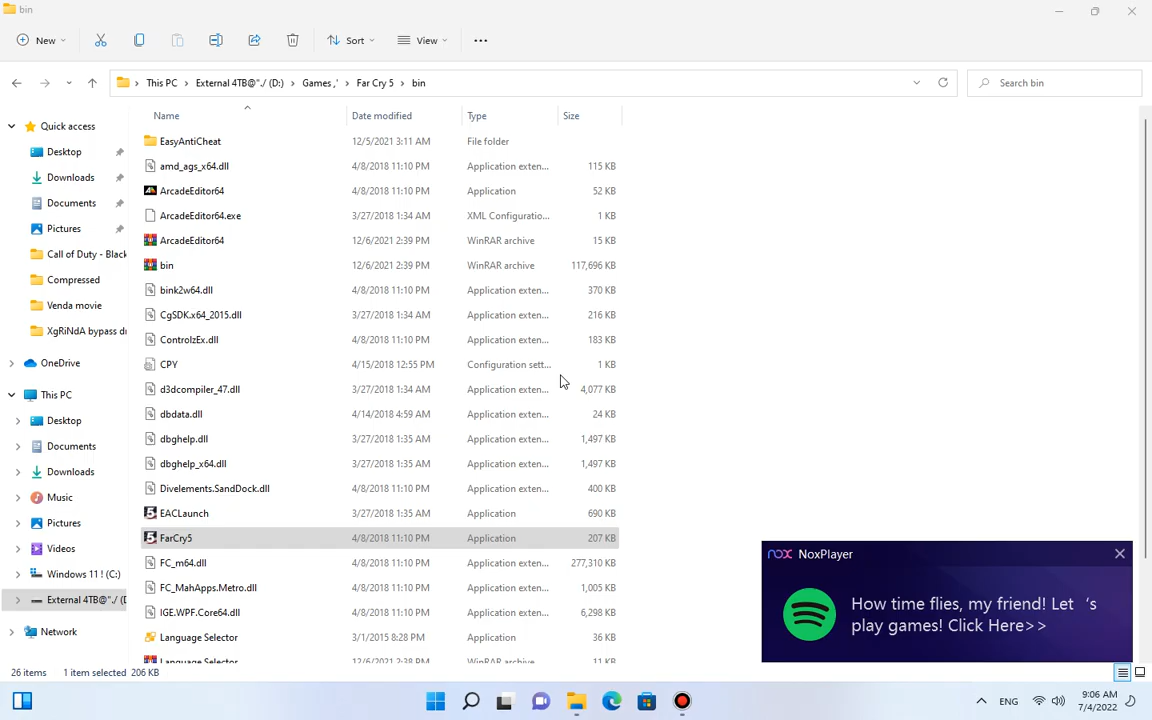 bin
New
Sort
View
This PC
External 4TB@"./ (D:)
Games ,'
Far Cry 5
bin
Search bin
Name
Date modified
Type
Size
Quick access
Desktop
Downloads
Documents
Pictures
Call of Duty - Black
Compressed
Venda movie
XgRiNdA bypass dr
OneDrive
This PC
Desktop
Documents
Downloads
Music
Pictures
Videos
Windows 11 ! (C:)
External 4TB@"./ (D
Network
EasyAntiCheat 12/5/2021 3:11 AM File folder
amd_ags_x64.dll 4/8/2018 11:10 PM Application exten... 115 KB
ArcadeEditor64 4/8/2018 11:10 PM Application 52 KB
ArcadeEditor64.exe 3/27/2018 1:34 AM XML Configuratio... 1 KB
ArcadeEditor64 12/6/2021 2:39 PM WinRAR archive 15 KB
bin 12/6/2021 2:39 PM WinRAR archive 117,696 KB
bink2w64.dll 4/8/2018 11:10 PM Application exten... 370 KB
CgSDK.x64_2015.dll 3/27/2018 1:34 AM Application exten... 216 KB
ControlzEx.dll 4/8/2018 11:10 PM Application exten... 183 KB
CPY 4/15/2018 12:55 PM Configuration sett... 1 KB
d3dcompiler_47.dll 3/27/2018 1:34 AM Application exten... 4,077 KB
dbdata.dll 4/14/2018 4:59 AM Application exten... 24 KB
dbghelp.dll 3/27/2018 1:35 AM Application exten... 1,497 KB
dbghelp_x64.dll 3/27/2018 1:35 AM Application exten... 1,497 KB
Divelements.SandDock.dll 4/8/2018 11:10 PM Application exten... 400 KB
EACLaunch 3/27/2018 1:35 AM Application 690 KB
FarCry5 4/8/2018 11:10 PM Application 207 KB
FC_m64.dll 4/8/2018 11:10 PM Application exten... 277,310 KB
FC_MahApps.Metro.dll 4/8/2018 11:10 PM Application exten... 1,005 KB
IGE.WPF.Core64.dll 4/8/2018 11:10 PM Application exten... 6,298 KB
Language Selector 3/1/2015 8:28 PM Application 36 KB
Language Selector 12/6/2021 2:38 PM WinRAR archive 11 KB
nox NoxPlayer
How time flies, my friend! Let ‘s
play games! Click Here>>
26 items 1 item selected 206 KB
ENG
9:06 AM
7/4/2022